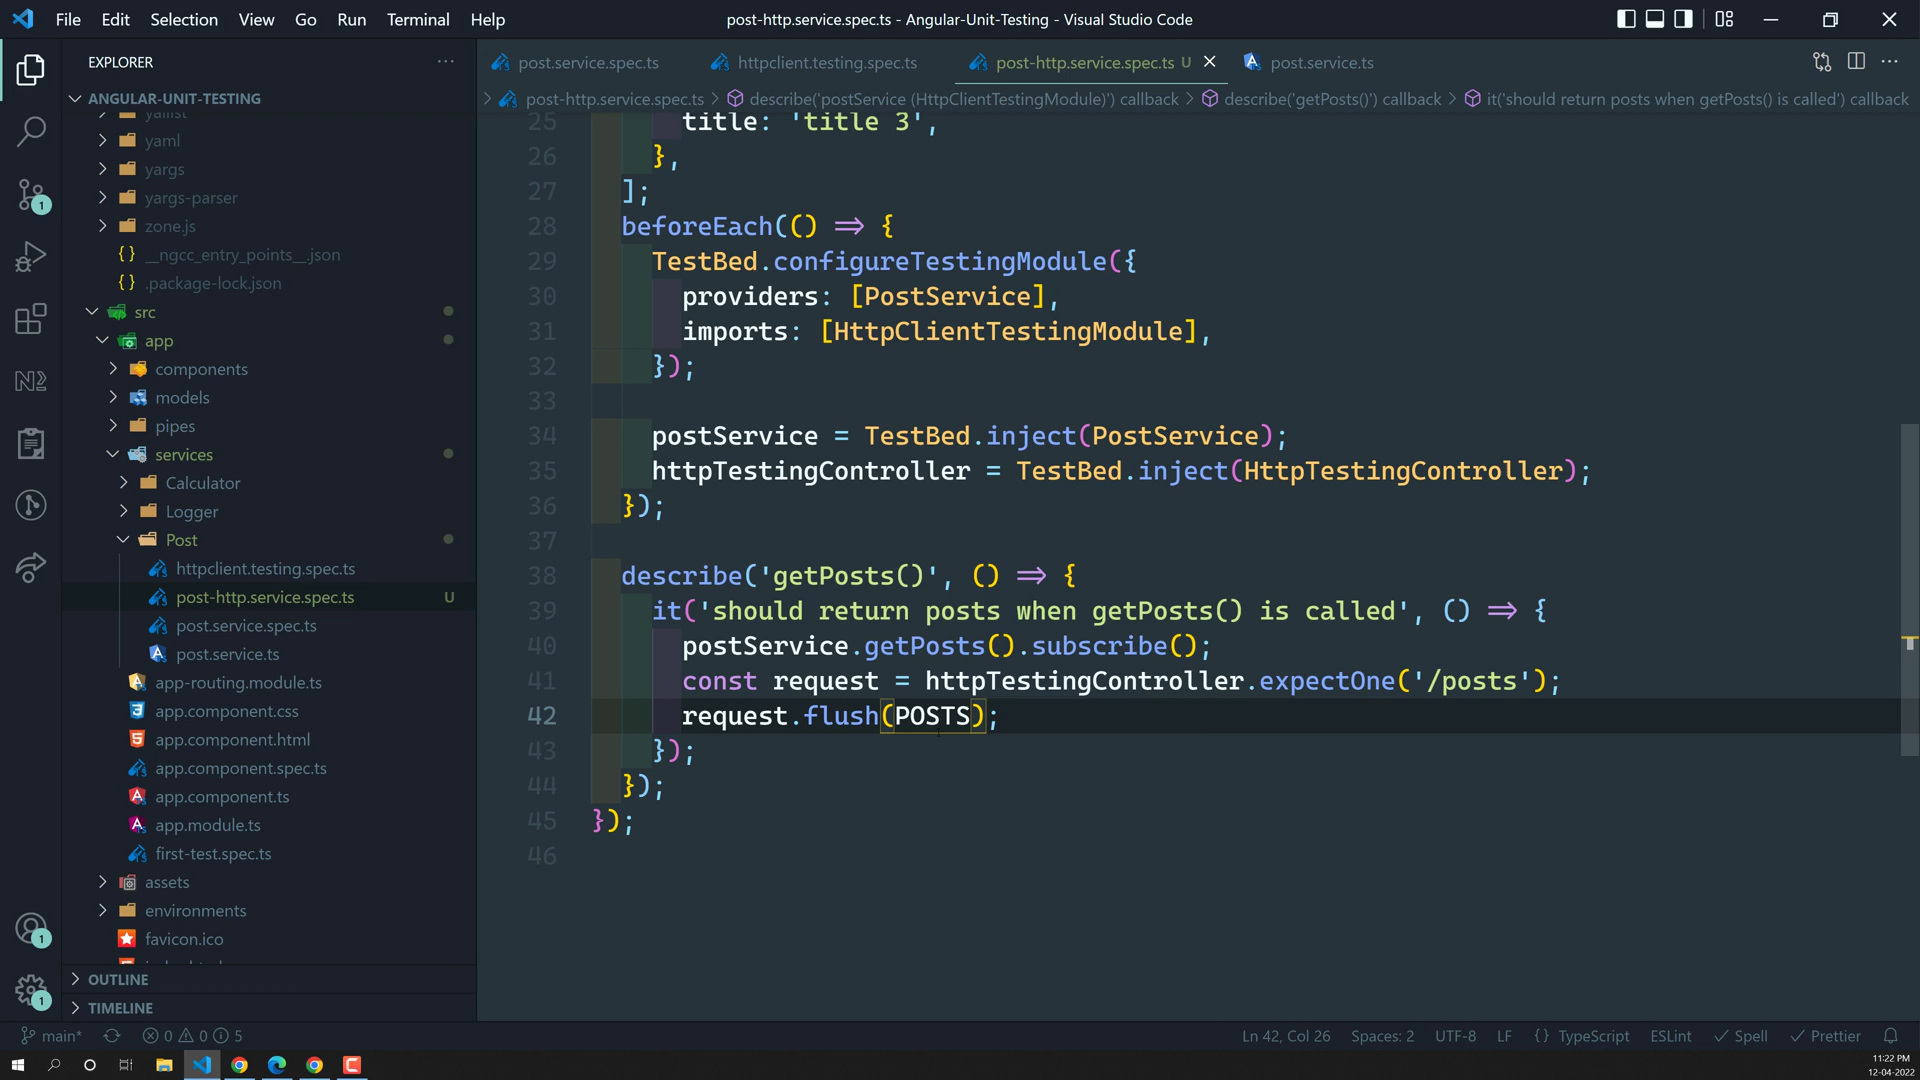 File Edit Selection View Go Run Terminal Help
post-http.service.spec.ts - Angular-Unit-Testing - Visual Studio Code
EXPLORER
post.service.spec.ts
httpclient.testing.spec.ts
post-http.service.spec.ts U
post.service.ts
ANGULAR-UNIT-TESTING
post-http.service.spec.ts > describe('postService (HttpClientTestingModule)') callback > describe('getPosts()') callback > it('should return posts when getPosts() is called') callback
yallist
yaml
yargs
yargs-parser
zone.js
__ngcc_entry_points__.json
.package-lock.json
src
app
components
models
pipes
services
Calculator
Logger
Post
httpclient.testing.spec.ts
post-http.service.spec.ts U
post.service.spec.ts
post.service.ts
app-routing.module.ts
app.component.css
app.component.html
app.component.spec.ts
app.component.ts
app.module.ts
first-test.spec.ts
assets
environments
favicon.ico
OUTLINE
TIMELINE
25 title: 'title 3',
26 },
27 ];
28 beforeEach(() => {
29 TestBed.configureTestingModule({
30 providers: [PostService],
31 imports: [HttpClientTestingModule],
32 });
33
34 postService = TestBed.inject(PostService);
35 httpTestingController = TestBed.inject(HttpTestingController);
36 });
37
38 describe('getPosts()', () => {
39 it('should return posts when getPosts() is called', () => {
40 postService.getPosts().subscribe();
41 const request = httpTestingController.expectOne('/posts');
42 request.flush(POSTS);
43 });
44 });
45 });
46
1
1
1
main* 0 0 5
Ln 42, Col 26 Spaces: 2 UTF-8 LF {} TypeScript ESLint Spell Prettier
11:22 PM
12-04-2022